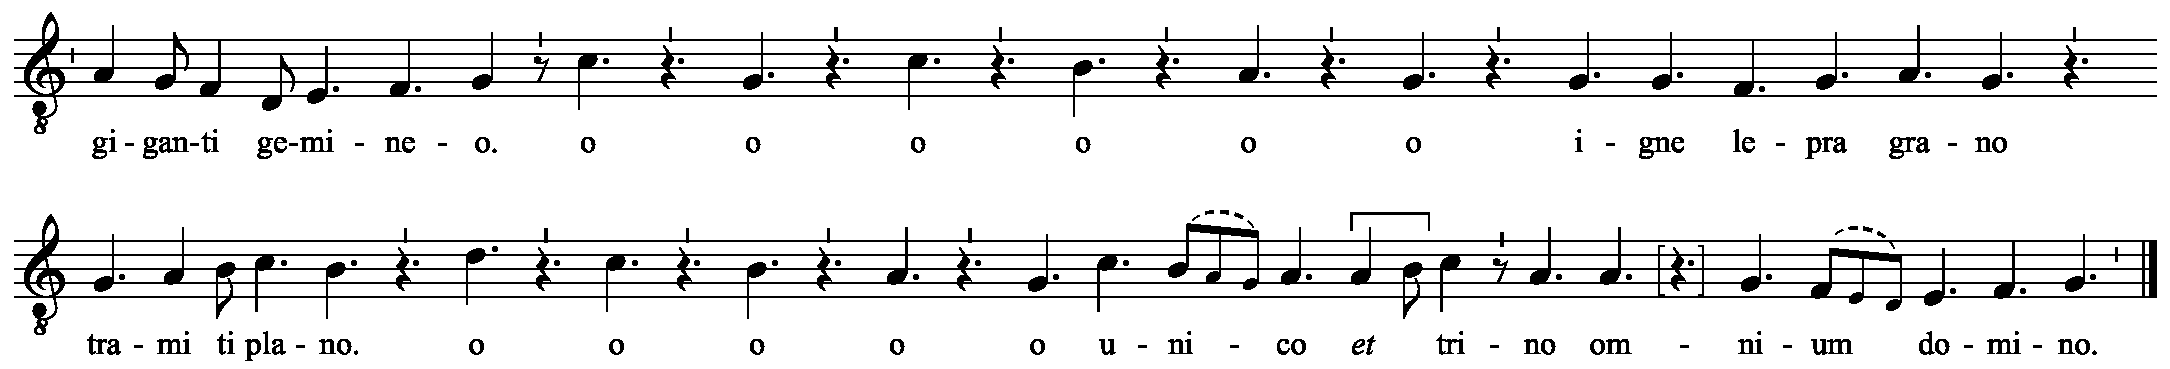 gi - gan-ti ge-mi - ne - o. o o o o o o i - gne le - pra gra - no
tra - mi ti pla - no. o o o o o u - ni - co et tri - no om - ni - um do - mi - no.